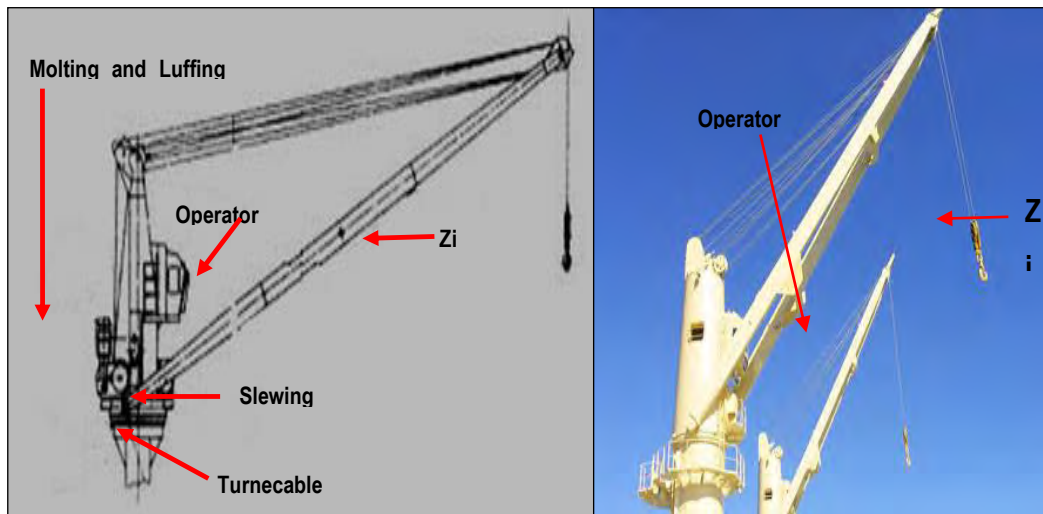 Molting and Luffing
Operator
Zi
Slewing
Turnecable
Operator
Z
i